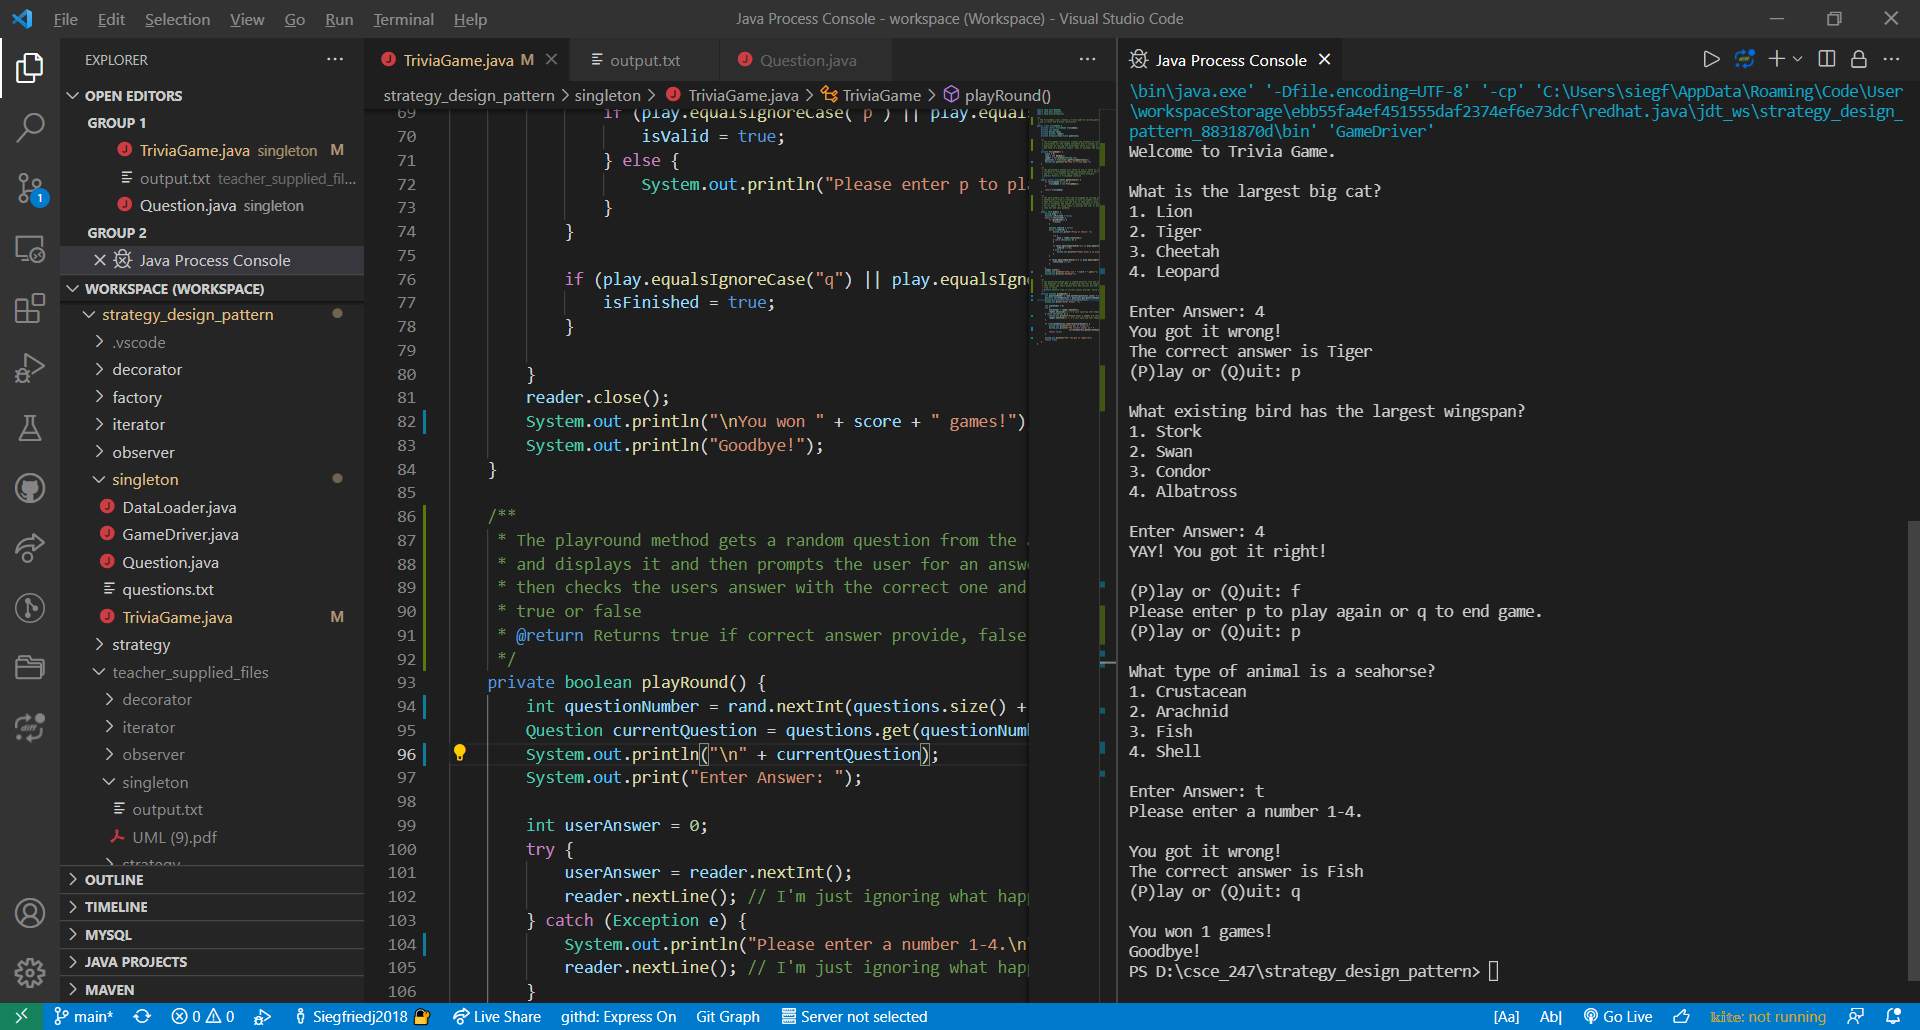 File Edit Selection View Go Run Terminal Help
Java Process Console - workspace (Workspace) - Visual Studio Code
EXPLORER
OPEN EDITORS
GROUP 1
TriviaGame.java singleton M
output.txt teacher_supplied_fil...
Question.java singleton
GROUP 2
Java Process Console
WORKSPACE (WORKSPACE)
strategy_design_pattern
.vscode
decorator
factory
iterator
observer
singleton
DataLoader.java
GameDriver.java
Question.java
questions.txt
TriviaGame.java M
strategy
teacher_supplied_files
decorator
iterator
observer
singleton
output.txt
UML (9).pdf
strategy
OUTLINE
TIMELINE
MYSQL
JAVA PROJECTS
MAVEN
1
TriviaGame.java M
output.txt
Question.java
strategy_design_pattern > singleton > TriviaGame.java > TriviaGame > playRound()
69 if (play.equalsIgnoreCase("p") || play.equal
70 isValid = true;
71 } else {
72 System.out.println("Please enter p to pl
73 }
74 }
75
76 if (play.equalsIgnoreCase("q") || play.equalsIgn
77 isFinished = true;
78 }
79
80 }
81 reader.close();
82 System.out.println("\nYou won " + score + " games!")
83 System.out.println("Goodbye!");
84 }
85
86 /**
87 * The playround method gets a random question from the
88 * and displays it and then prompts the user for an answ
89 * then checks the users answer with the correct one and
90 * true or false
91 * @return Returns true if correct answer provide, false
92 */
93 private boolean playRound() {
94 int questionNumber = rand.nextInt(questions.size() +
95 Question currentQuestion = questions.get(questionNum
96 System.out.println("\n" + currentQuestion);
97 System.out.print("Enter Answer: ");
98
99 int userAnswer = 0;
100 try {
101 userAnswer = reader.nextInt();
102 reader.nextLine(); // I'm just ignoring what hap
103 } catch (Exception e) {
104 System.out.println("Please enter a number 1-4.\n
105 reader.nextLine(); // I'm just ignoring what hap
106 }
Java Process Console
\bin\java.exe' '-Dfile.encoding=UTF-8' '-cp' 'C:\Users\siegf\AppData\Roaming\Code\User
\workspaceStorage\ebb55fa4ef451555daf2374ef6e73dcf\redhat.java\jdt_ws\strategy_design_
pattern_8831870d\bin' 'GameDriver'
Welcome to Trivia Game.
What is the largest big cat?
1. Lion
2. Tiger
3. Cheetah
4. Leopard
Enter Answer: 4
You got it wrong!
The correct answer is Tiger
(P)lay or (Q)uit: p
What existing bird has the largest wingspan?
1. Stork
2. Swan
3. Condor
4. Albatross
Enter Answer: 4
YAY! You got it right!
(P)lay or (Q)uit: f
Please enter p to play again or q to end game.
(P)lay or (Q)uit: p
What type of animal is a seahorse?
1. Crustacean
2. Arachnid
3. Fish
4. Shell
Enter Answer: t
Please enter a number 1-4.
You got it wrong!
The correct answer is Fish
(P)lay or (Q)uit: q
You won 1 games!
Goodbye!
PS D:\csce_247\strategy_design_pattern>
main* 0 0 Siegfriedj2018 Live Share githd: Express On Git Graph Server not selected [Aa] Ab| Go Live kite: not running